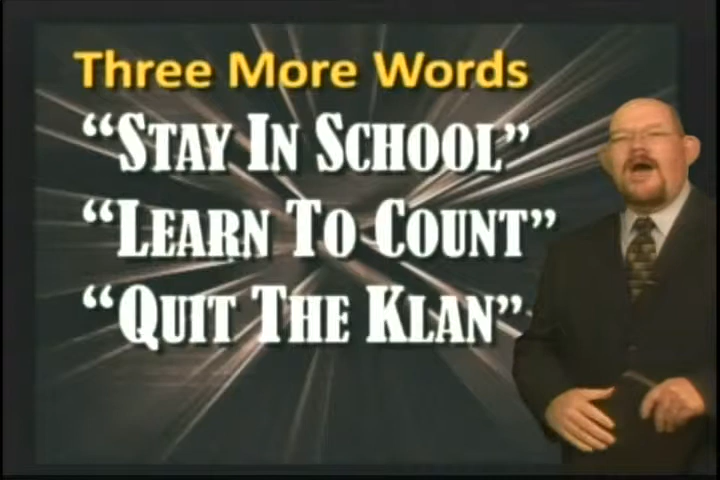 Three More Words
“STAY IN SCHOOL”
“LEARN TO COUNT”
“QUIT THE KLAN”